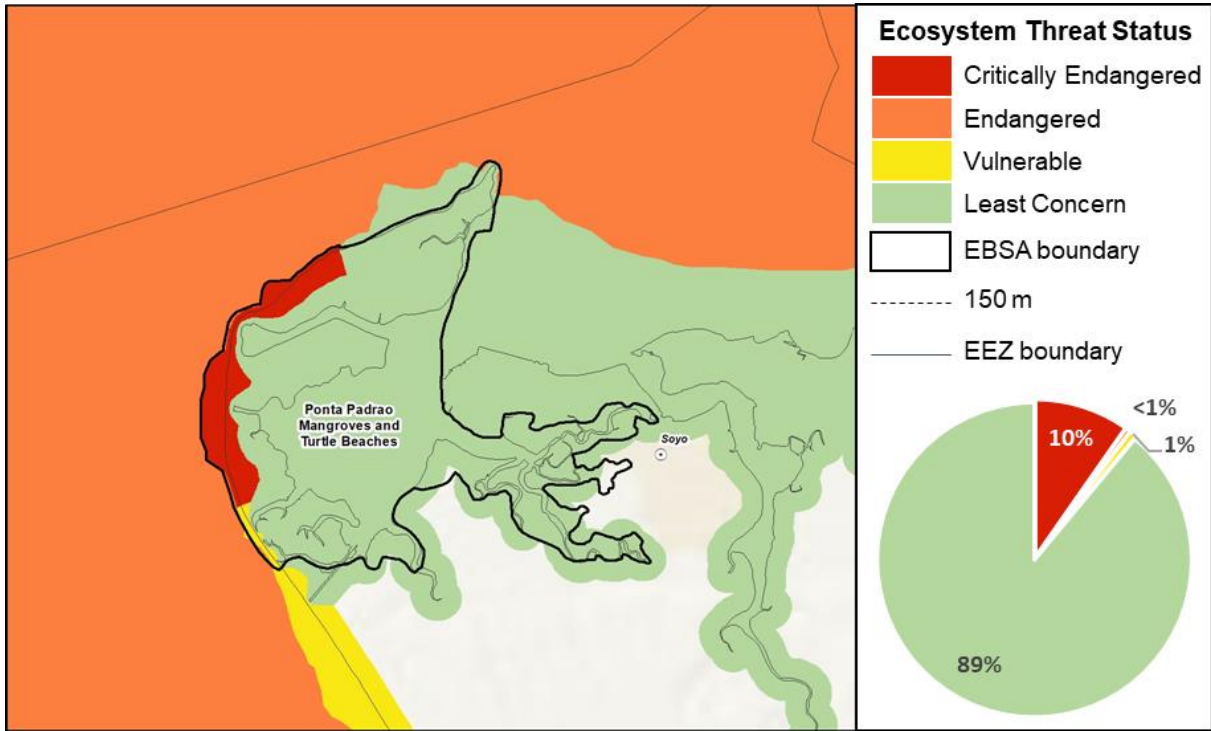 Ponta Padrao
Mangroves and
Turtle Beaches
Soyo
Ecosystem Threat Status
Critically Endangered
Endangered
Vulnerable
Least Concern
EBSA boundary
150 m
EEZ boundary
<1%
10%
1%
89%